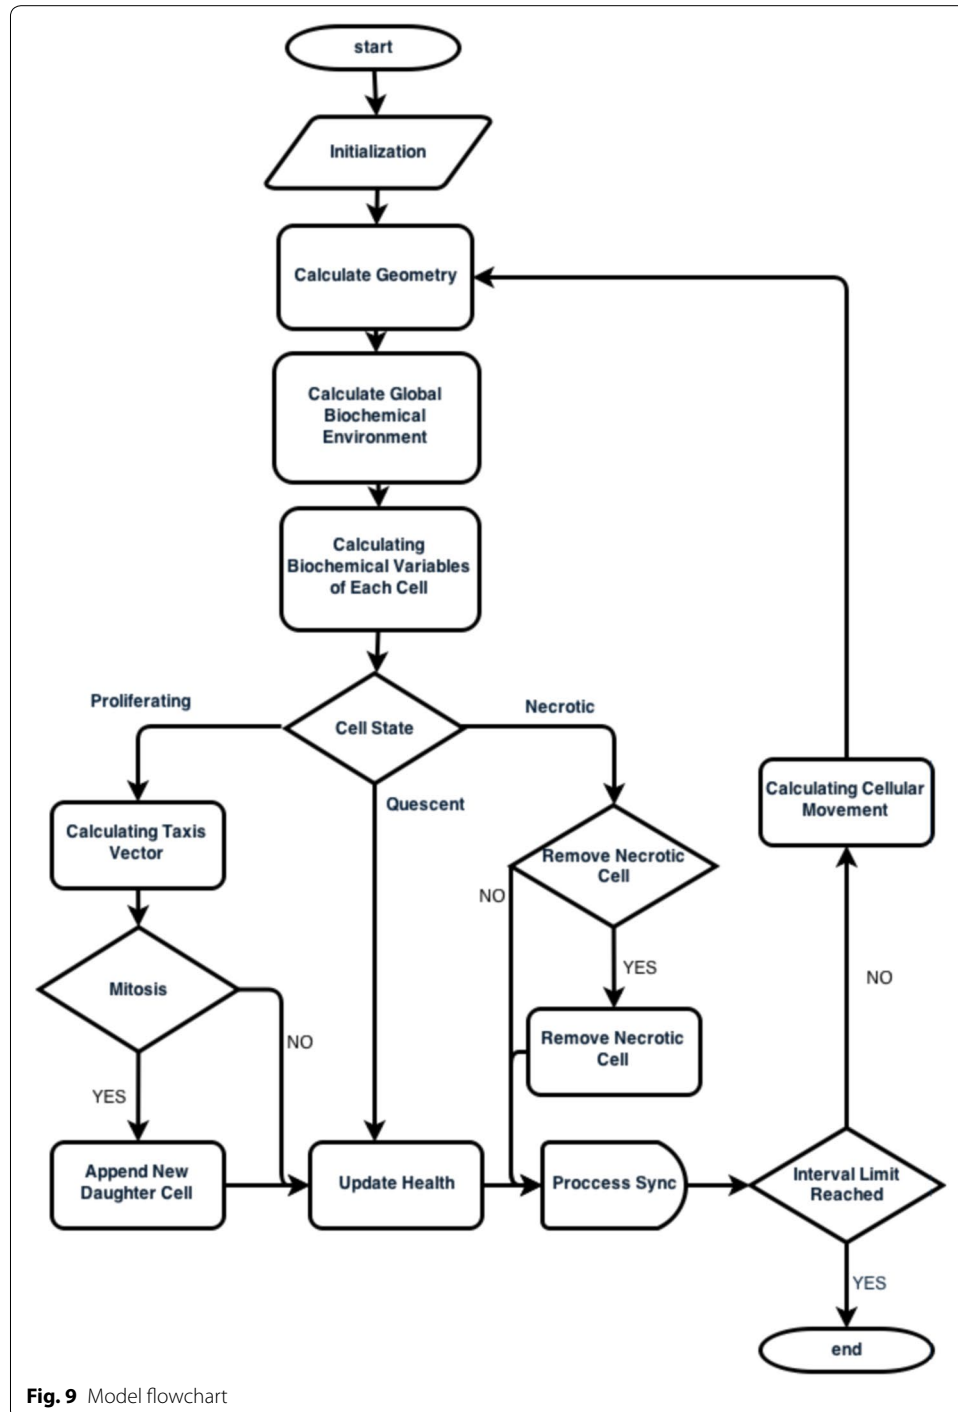 start
Initialization
Calculate Geometry
Calculate Global
Biochemical
Environment
Calculating
Biochemical Variables
of Each Cell
Proliferating
Cell State
Necrotic
Quescent
Calculating Taxis
Vector
Remove Necrotic
Cell
Calculating Cellular
Movement
NO
YES
NO
Mitosis
NO
Remove Necrotic
Cell
YES
Append New
Daughter Cell
Update Health
Proccess Sync
Interval Limit
Reached
YES
end
Fig. 9 Model flowchart